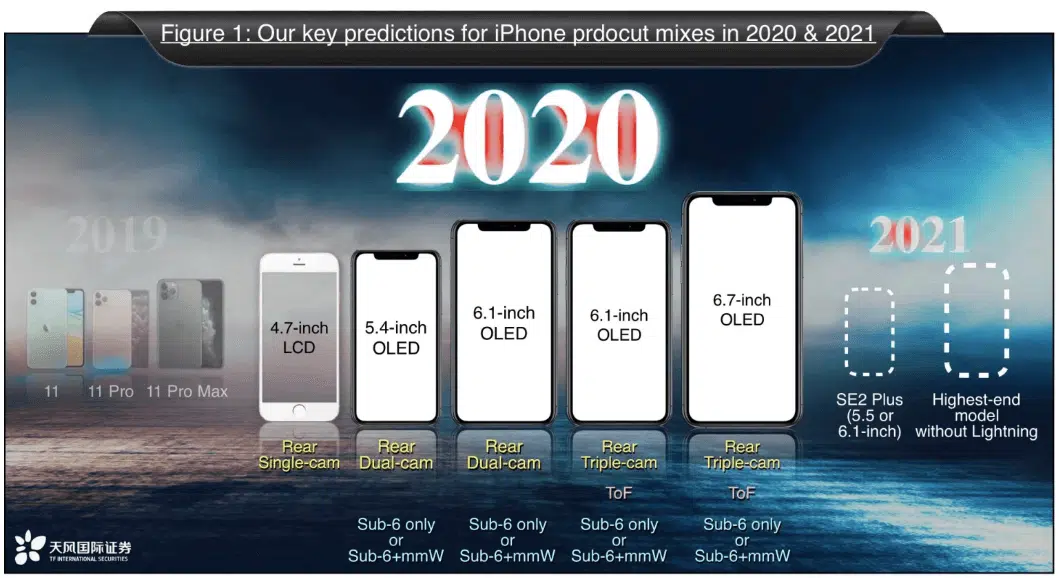 Figure 1: Our key predictions for iPhone prdocut mixes in 2020 & 2021
2020
2019
2021
11
11 Pro
11 Pro Max
4.7-inch
LCD
Rear
Single-cam
5.4-inch
OLED
Rear
Dual-cam
Sub-6 only
or
Sub-6+mmW
6.1-inch
OLED
Rear
Dual-cam
Sub-6 only
or
Sub-6+mmW
6.1-inch
OLED
Rear
Triple-cam
ToF
Sub-6 only
or
Sub-6+mmW
6.7-inch
OLED
Rear
Triple-cam
ToF
Sub-6 only
or
Sub-6+mmW
SE2 Plus
(5.5 or
6.1-inch)
Highest-end
model
without Lightning
天风国际证券
TF INTERNATIONAL SECURITIES